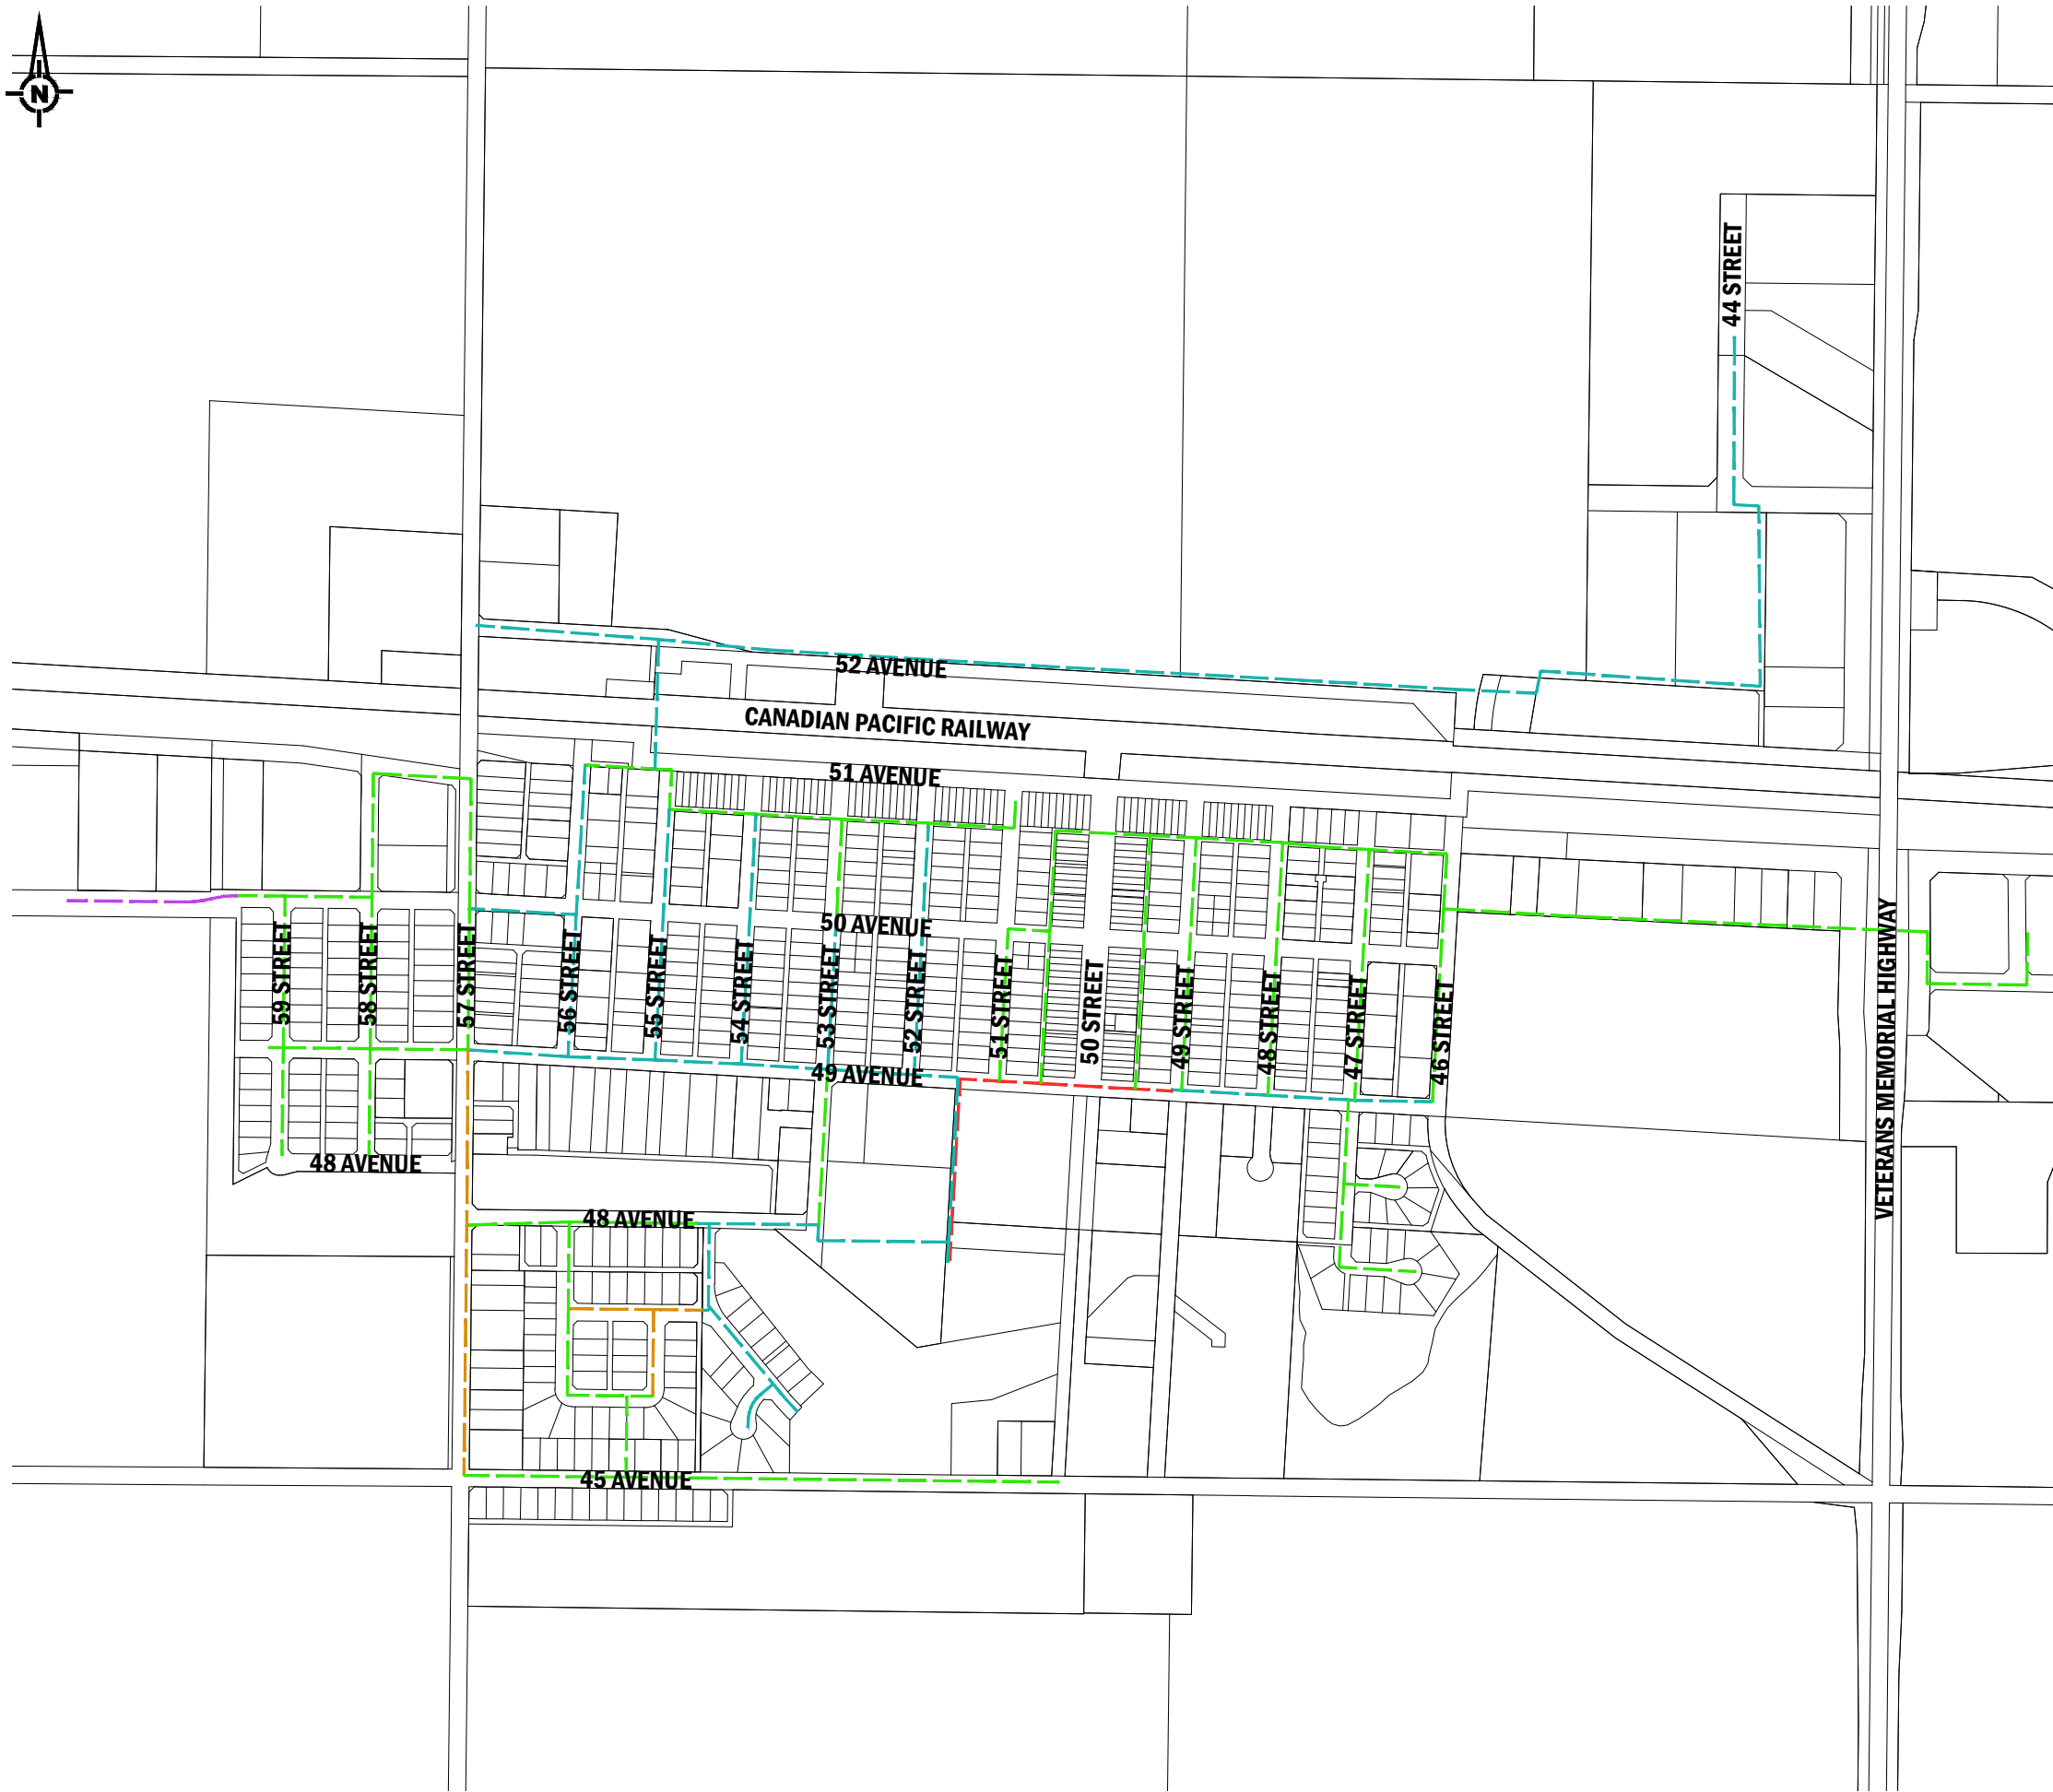 N
44 STREET
52 AVENUE
CANADIAN PACIFIC RAILWAY
51 AVENUE
50 AVENUE
59 STREET
58 STREET
57 STREET
56 STREET
55 STREET
54 STREET
53 STREET
52 STREET
51 STREET
50 STREET
49 STREET
48 STREET
47 STREET
46 STREET
VETERANS MEMORIAL HIGHWAY
49 AVENUE
48 AVENUE
48 AVENUE
45 AVENUE